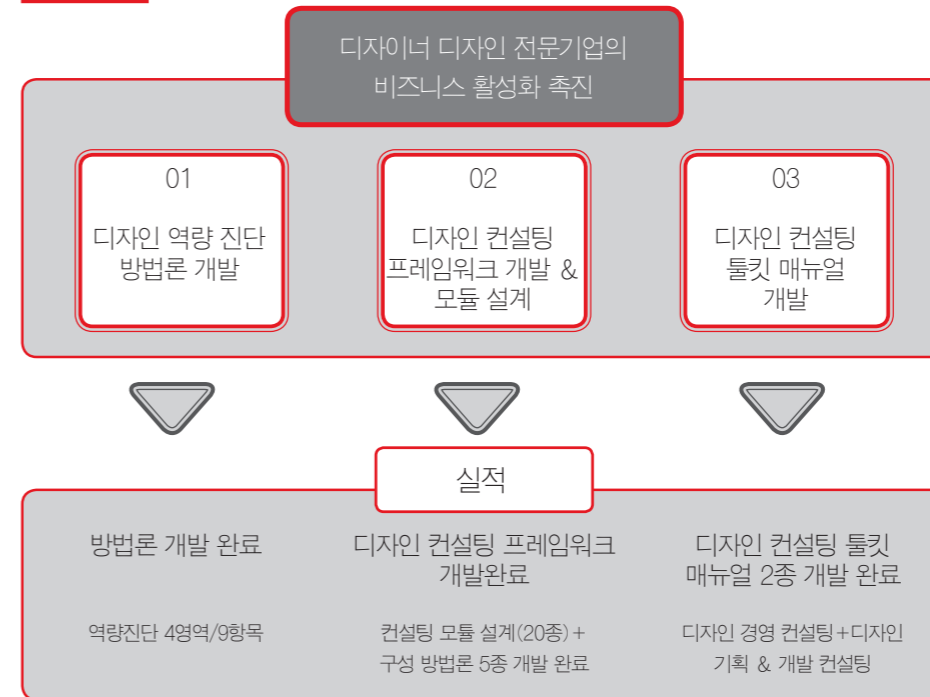 디자이너 디자인 전문기업의
비즈니스 활성화 촉진
01
디자인 역량 진단
방법론 개발
02
디자인 컨설팅
프레임워크 개발 &
모듈 설계
03
디자인 컨설팅
툴킷 매뉴얼
개발
실적
방법론 개발 완료
역량진단 4영역/9항목
디자인 컨설팅 프레임워크
개발완료
컨설팅 모듈 설계(20종)+
구성 방법론 5종 개발 완료
디자인 컨설팅 툴킷
매뉴얼 2종 개발 완료
디자인 경영 컨설팅+디자인
기획 & 개발 컨설팅